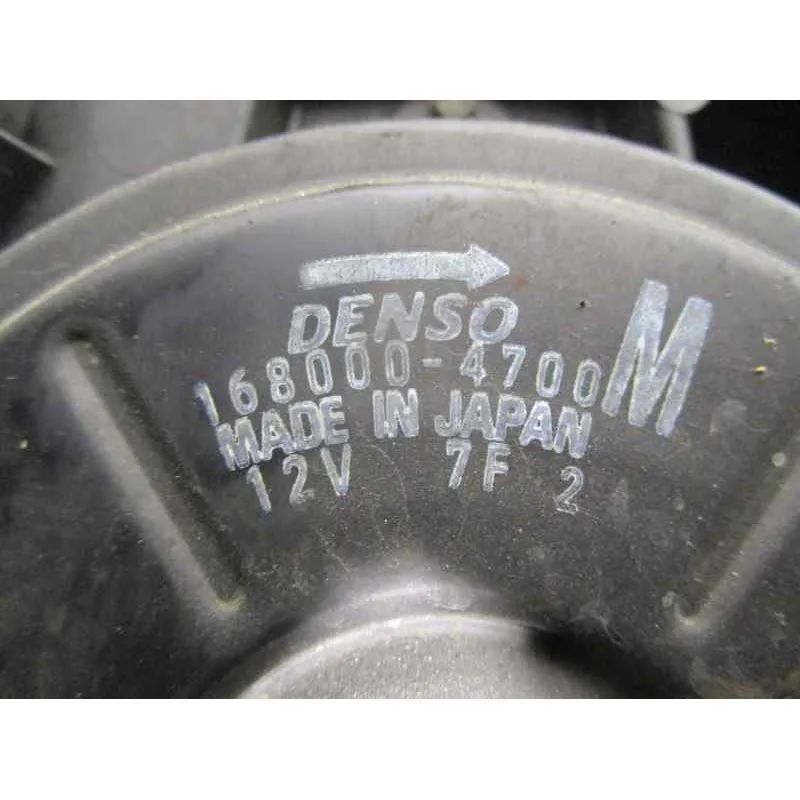 DENSO
168000-4700 M
MADE IN JAPAN
12V 7F 2